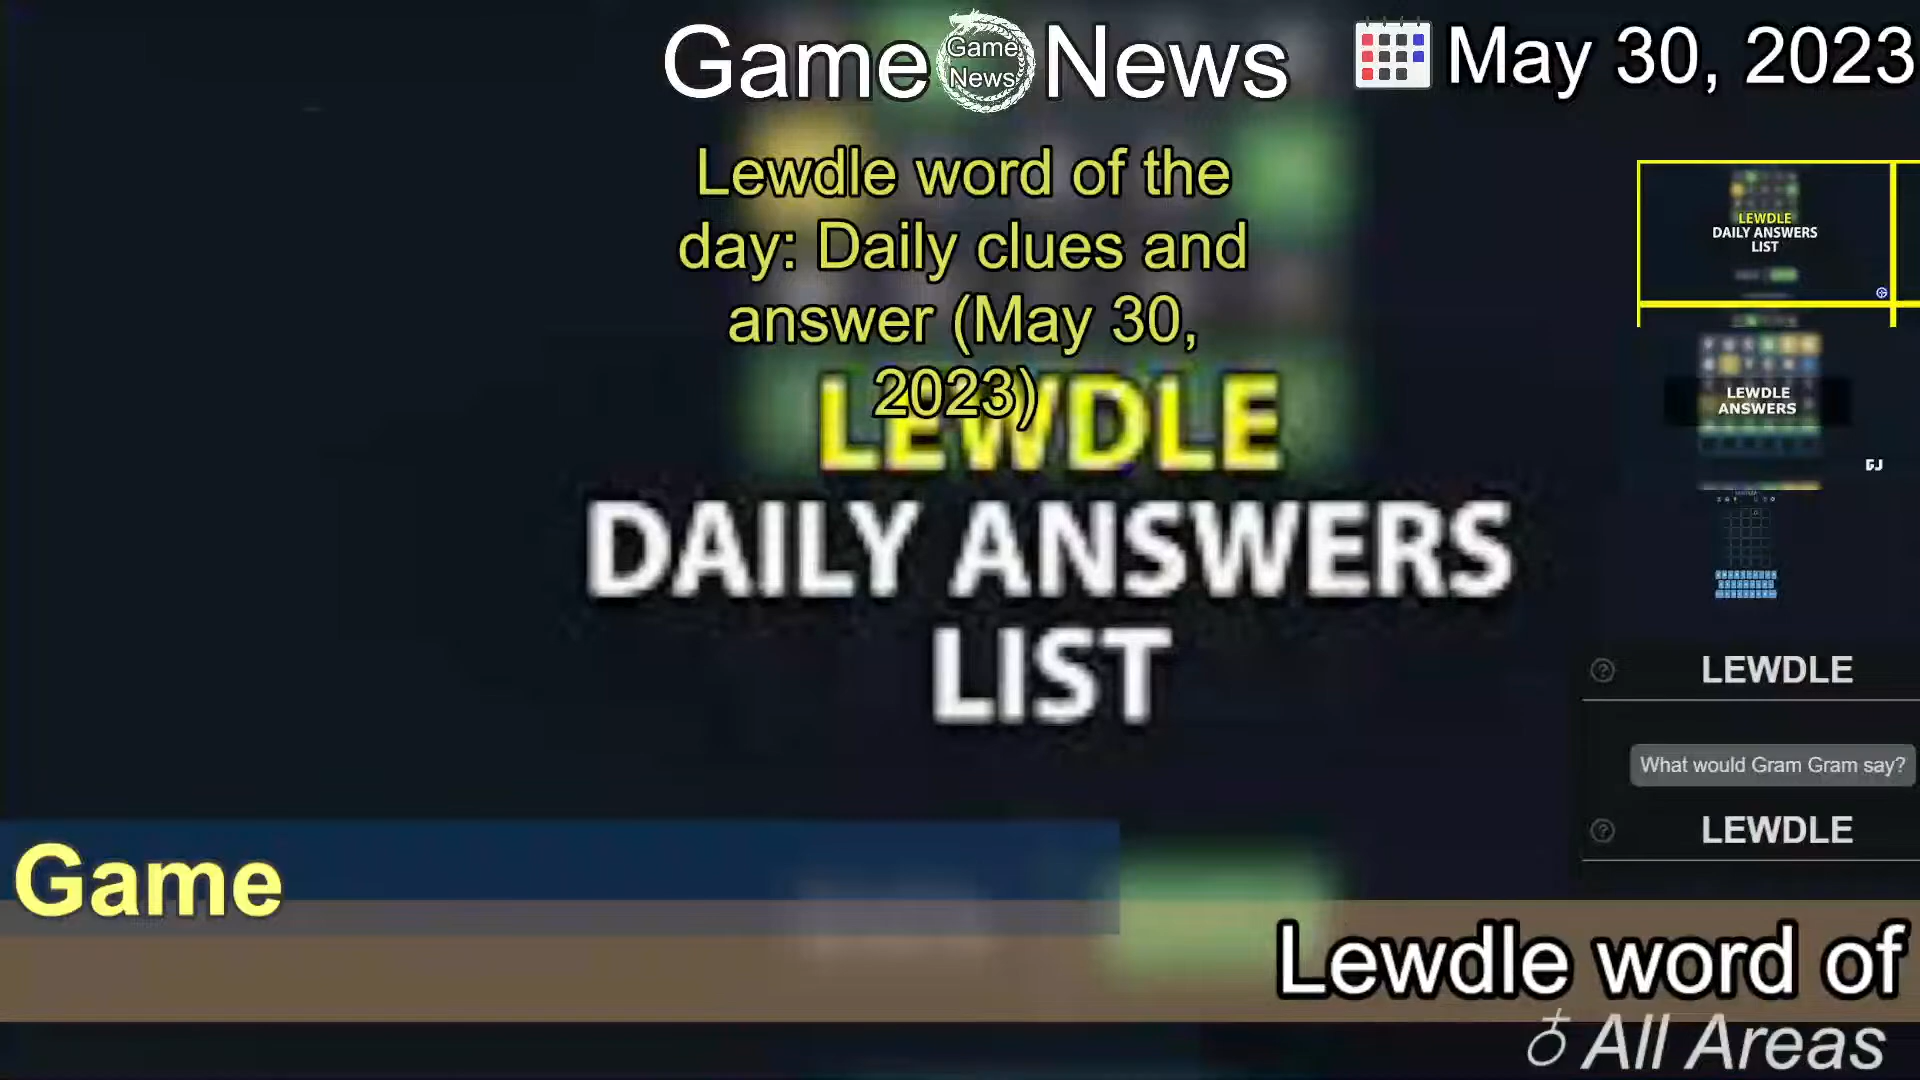 Game
Game
News
News
May 30, 2023
Lewdle word of the
day: Daily clues and
answer (May 30,
2023)
LEWDLE
DAILY ANSWERS
LIST
LEWDLE
DAILY ANSWERS
LIST
LEWDLE
ANSWERS
GJ
LEWDLE
What would Gram Gram say?
LEWDLE
Game
Lewdle word of
All Areas